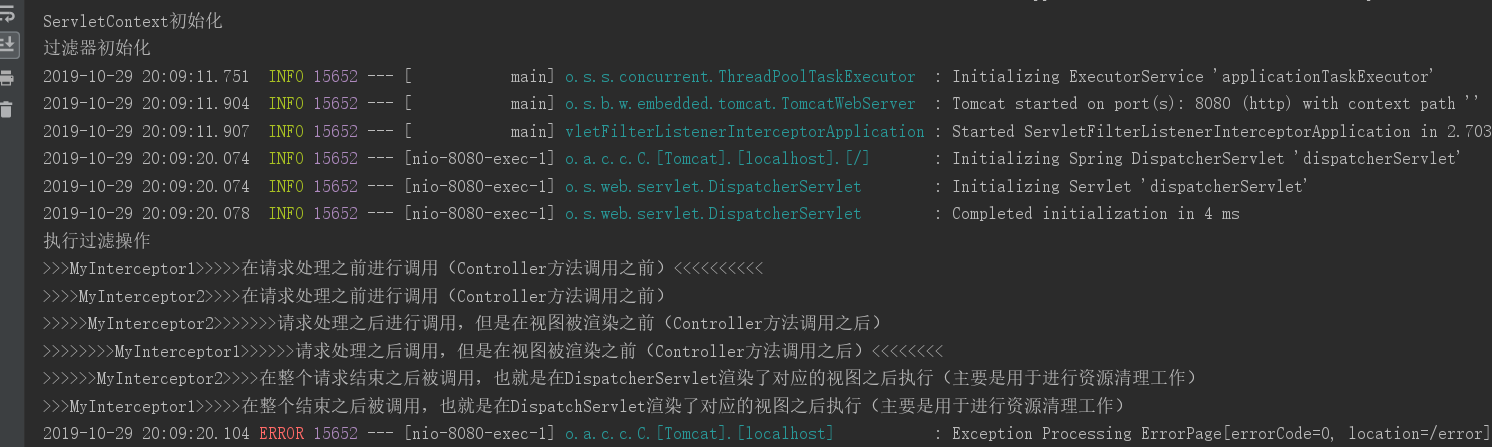 ServletContext初始化
过滤器初始化
2019-10-29 20:09:11.751  INFO 15652 --- [           main] o.s.s.concurrent.ThreadPoolTaskExecutor  : Initializing ExecutorService 'applicationTaskExecutor'
2019-10-29 20:09:11.904  INFO 15652 --- [           main] o.s.b.w.embedded.tomcat.TomcatWebServer  : Tomcat started on port(s): 8080 (http) with context path ''
2019-10-29 20:09:11.907  INFO 15652 --- [           main] vletFilterListenerInterceptorApplication : Started ServletFilterListenerInterceptorApplication in 2.703
2019-10-29 20:09:20.074  INFO 15652 --- [nio-8080-exec-1] o.a.c.c.C.[Tomcat].[localhost].[/]       : Initializing Spring DispatcherServlet 'dispatcherServlet'
2019-10-29 20:09:20.074  INFO 15652 --- [nio-8080-exec-1] o.s.web.servlet.DispatcherServlet        : Initializing Servlet 'dispatcherServlet'
2019-10-29 20:09:20.078  INFO 15652 --- [nio-8080-exec-1] o.s.web.servlet.DispatcherServlet        : Completed initialization in 4 ms
执行过滤操作
>>>MyInterceptor1>>>>>在请求处理之前进行调用（Controller方法调用之前）<<<<<<<<<<
>>>>MyInterceptor2>>>>在请求处理之前进行调用（Controller方法调用之前）
>>>>>MyInterceptor2>>>>>>>请求处理之后进行调用，但是在视图被渲染之前（Controller方法调用之后）
>>>>>>>>MyInterceptor1>>>>>>请求处理之后调用，但是在视图被渲染之前（Controller方法调用之后）<<<<<<<<
>>>>>>MyInterceptor2>>>>在整个请求结束之后被调用，也就是在DispatcherServlet渲染了对应的视图之后执行（主要是用于进行资源清理工作）
>>>MyInterceptor1>>>>>在整个结束之后被调用，也就是在DispatchServlet渲染了对应的视图之后执行（主要是用于进行资源清理工作）
2019-10-29 20:09:20.104 ERROR 15652 --- [nio-8080-exec-1] o.a.c.c.C.[Tomcat].[localhost]           : Exception Processing ErrorPage[errorCode=0, location=/error]